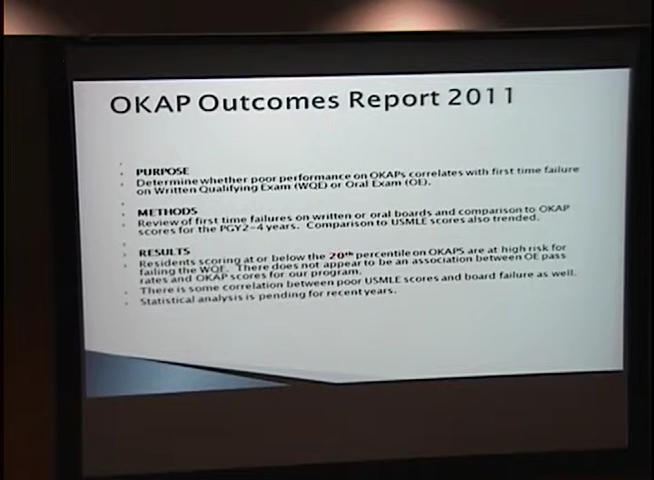 OKAP Outcomes Report 2011
PURPOSE
Determine whether poor performance on OKAPs correlates with first time failure
on Written Qualifying Exam (WQE) or Oral Exam (OE).
METHODS
Review of first time failures on written or oral boards and comparison to OKAP
scores for the PGY2-4 years. Comparison to USMLE scores also trended.
RESULTS
Residents scoring at or below the 20th percentile on OKAPS are at high risk for
failing the WQE. There does not appear to be an association between OE pass
rates and OKAP scores for our program.
There is some correlation between poor USMLE scores and board failure as well.
Statistical analysis is pending for recent years.